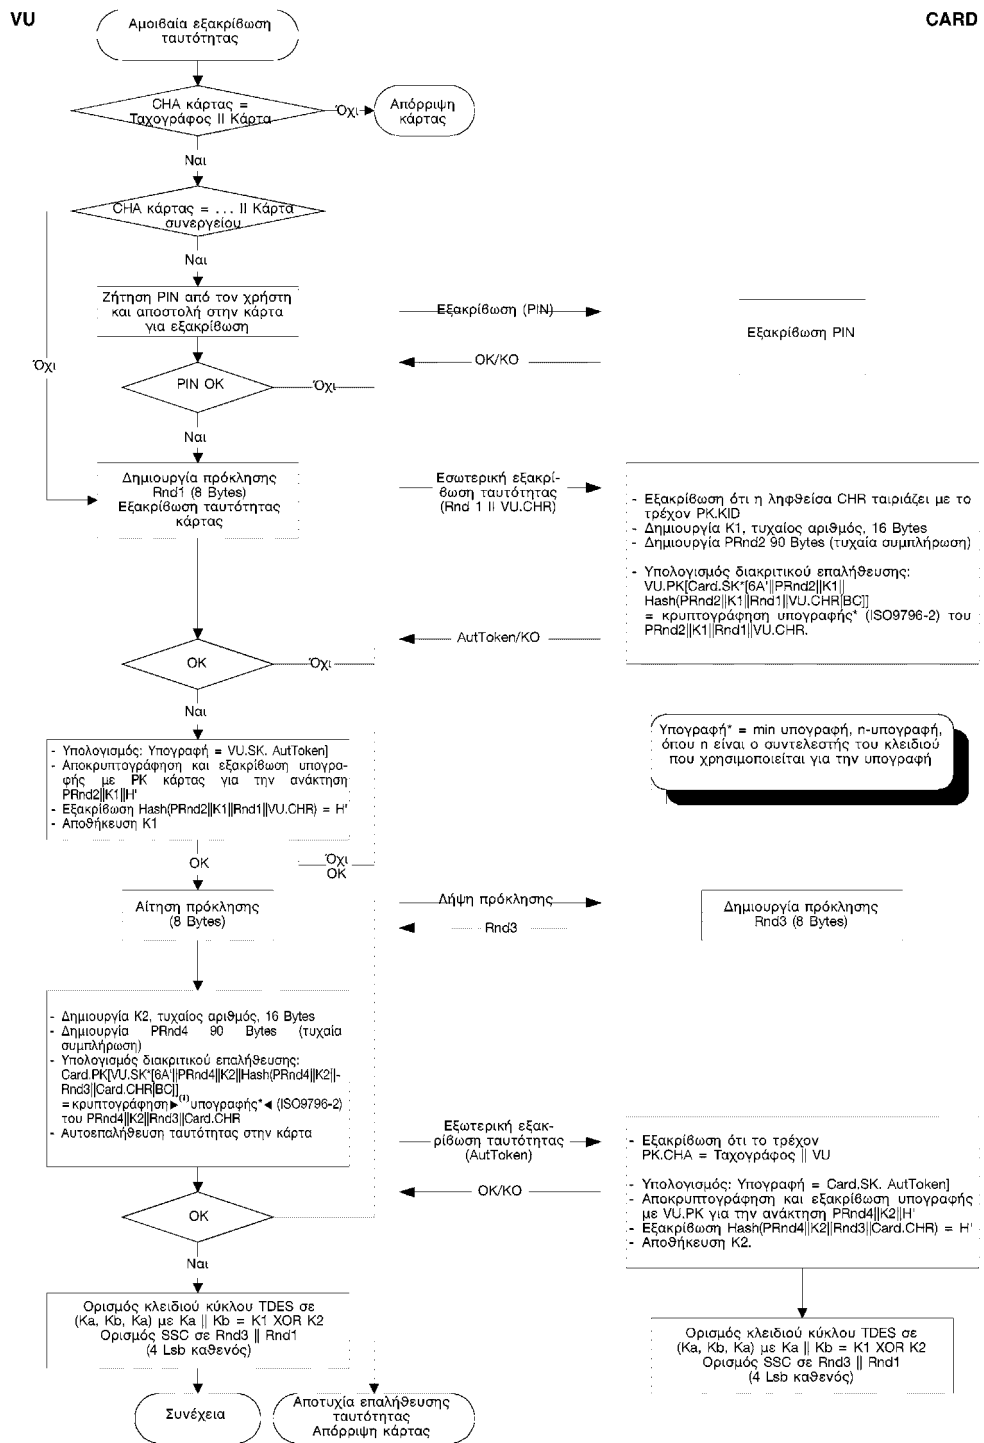 VU
CARD
Αμοιβαία εξακρίβωση
ταυτότητας
CHA κάρτας =
Ταχογράφος II Κάρτα
Όχι
Απόρριψη
κάρτας
Ναι
CHA κάρτας = . . . II Κάρτα
συνεργείου
Ναι
Ζήτηση PIN από τον χρήστη
και αποστολή στην κάρτα
για εξακρίβωση
Εξακρίβωση (PIN)
Εξακρίβωση PIN
OK/KO
Όχι
PIN OK
Όχι
Ναι
Δημιουργία πρόκλησης
Rnd1 (8 Bytes)
Εξακρίβωση ταυτότητας
κάρτας
Εσωτερική εξακρί-
βωση ταυτότητας
(Rnd 1 II VU.CHR)
- Εξακρίβωση ότι η ληφθείσα CHR ταιριάζει με το
τρέχον PK.KID
- Δημιουργία K1, τυχαίος αριθμός, 16 Bytes
- Δημιουργία PRnd2 90 Bytes (τυχαία συμπλήρωση)
- Υπολογισμός διακριτικού επαλήθευσης:
VU.PK[Card.SK*[6A'||PRnd2||K1||
Hash(PRnd2||K1||Rnd1||VU.CHR[BC]]
= κρυπτογράφηση υπογραφής* (ISO9796-2) του
PRnd2||K1||Rnd1||VU.CHR.
AutToken/KO
OK
Όχι
Ναι
- Υπολογισμός: Υπογραφή = VU.SK. AutToken]
- Αποκρυπτογράφηση και εξακρίβωση υπογρα-
φής με PK κάρτας για την ανάκτηση
PRnd2||K1||H'
- Εξακρίβωση Hash(PRnd2||K1||Rnd1||VU.CHR) = H'
- Αποθήκευση K1
Υπογραφή* = min υπογραφή, n-υπογραφή,
όπου n είναι ο συντελεστής του κλειδιού
που χρησιμοποιείται για την υπογραφή
OK
Όχι
OK
Αίτηση πρόκλησης
(8 Bytes)
Λήψη πρόκλησης
Rnd3
Δημιουργία πρόκλησης
Rnd3 (8 Bytes)
- Δημιουργία K2, τυχαίος αριθμός, 16 Bytes
- Δημιουργία PRnd4 90 Bytes (τυχαία
συμπλήρωση)
- Υπολογισμός διακριτικού επαλήθευσης:
Card.PK[VU.SK*[6A'||PRnd4||K2||Hash(PRnd4||K2||-
Rnd3||Card.CHR[BC]]
= κρυπτογράφηση ►(1) υπογραφής* ◄ (ISO9796-2)
του PRnd4||K2||Rnd3||Card.CHR
- Αυτοεπαλήθευση ταυτότητας στην κάρτα
Εξωτερική εξακ-
ρίβωση ταυτότητας
(AutToken)
OK/KO
- Εξακρίβωση ότι το τρέχον
PK.CHA = Ταχογράφος || VU
- Υπολογισμός: Υπογραφή = Card.SK. AutToken]
- Αποκρυπτογράφηση και εξακρίβωση υπογραφής
με VU.PK για την ανάκτηση PRnd4||K2||H'
- Εξακρίβωση Hash(PRnd4||K2||Rnd3||Card.CHR) = H'
- Αποθήκευση K2.
OK
Ναι
Ορισμός κλειδιού κύκλου TDES σε
(Ka, Kb, Ka) με Ka || Kb = K1 XOR K2
Ορισμός SSC σε Rnd3 || Rnd1
(4 Lsb καθενός)
Ορισμός κλειδιού κύκλου TDES σε
(Ka, Kb, Ka) με Ka || Kb = K1 XOR K2
Ορισμός SSC σε Rnd3 || Rnd1
(4 Lsb καθενός)
Συνέχεια
Αποτυχία επαλήθευσης
ταυτότητας
Απόρριψη κάρτας